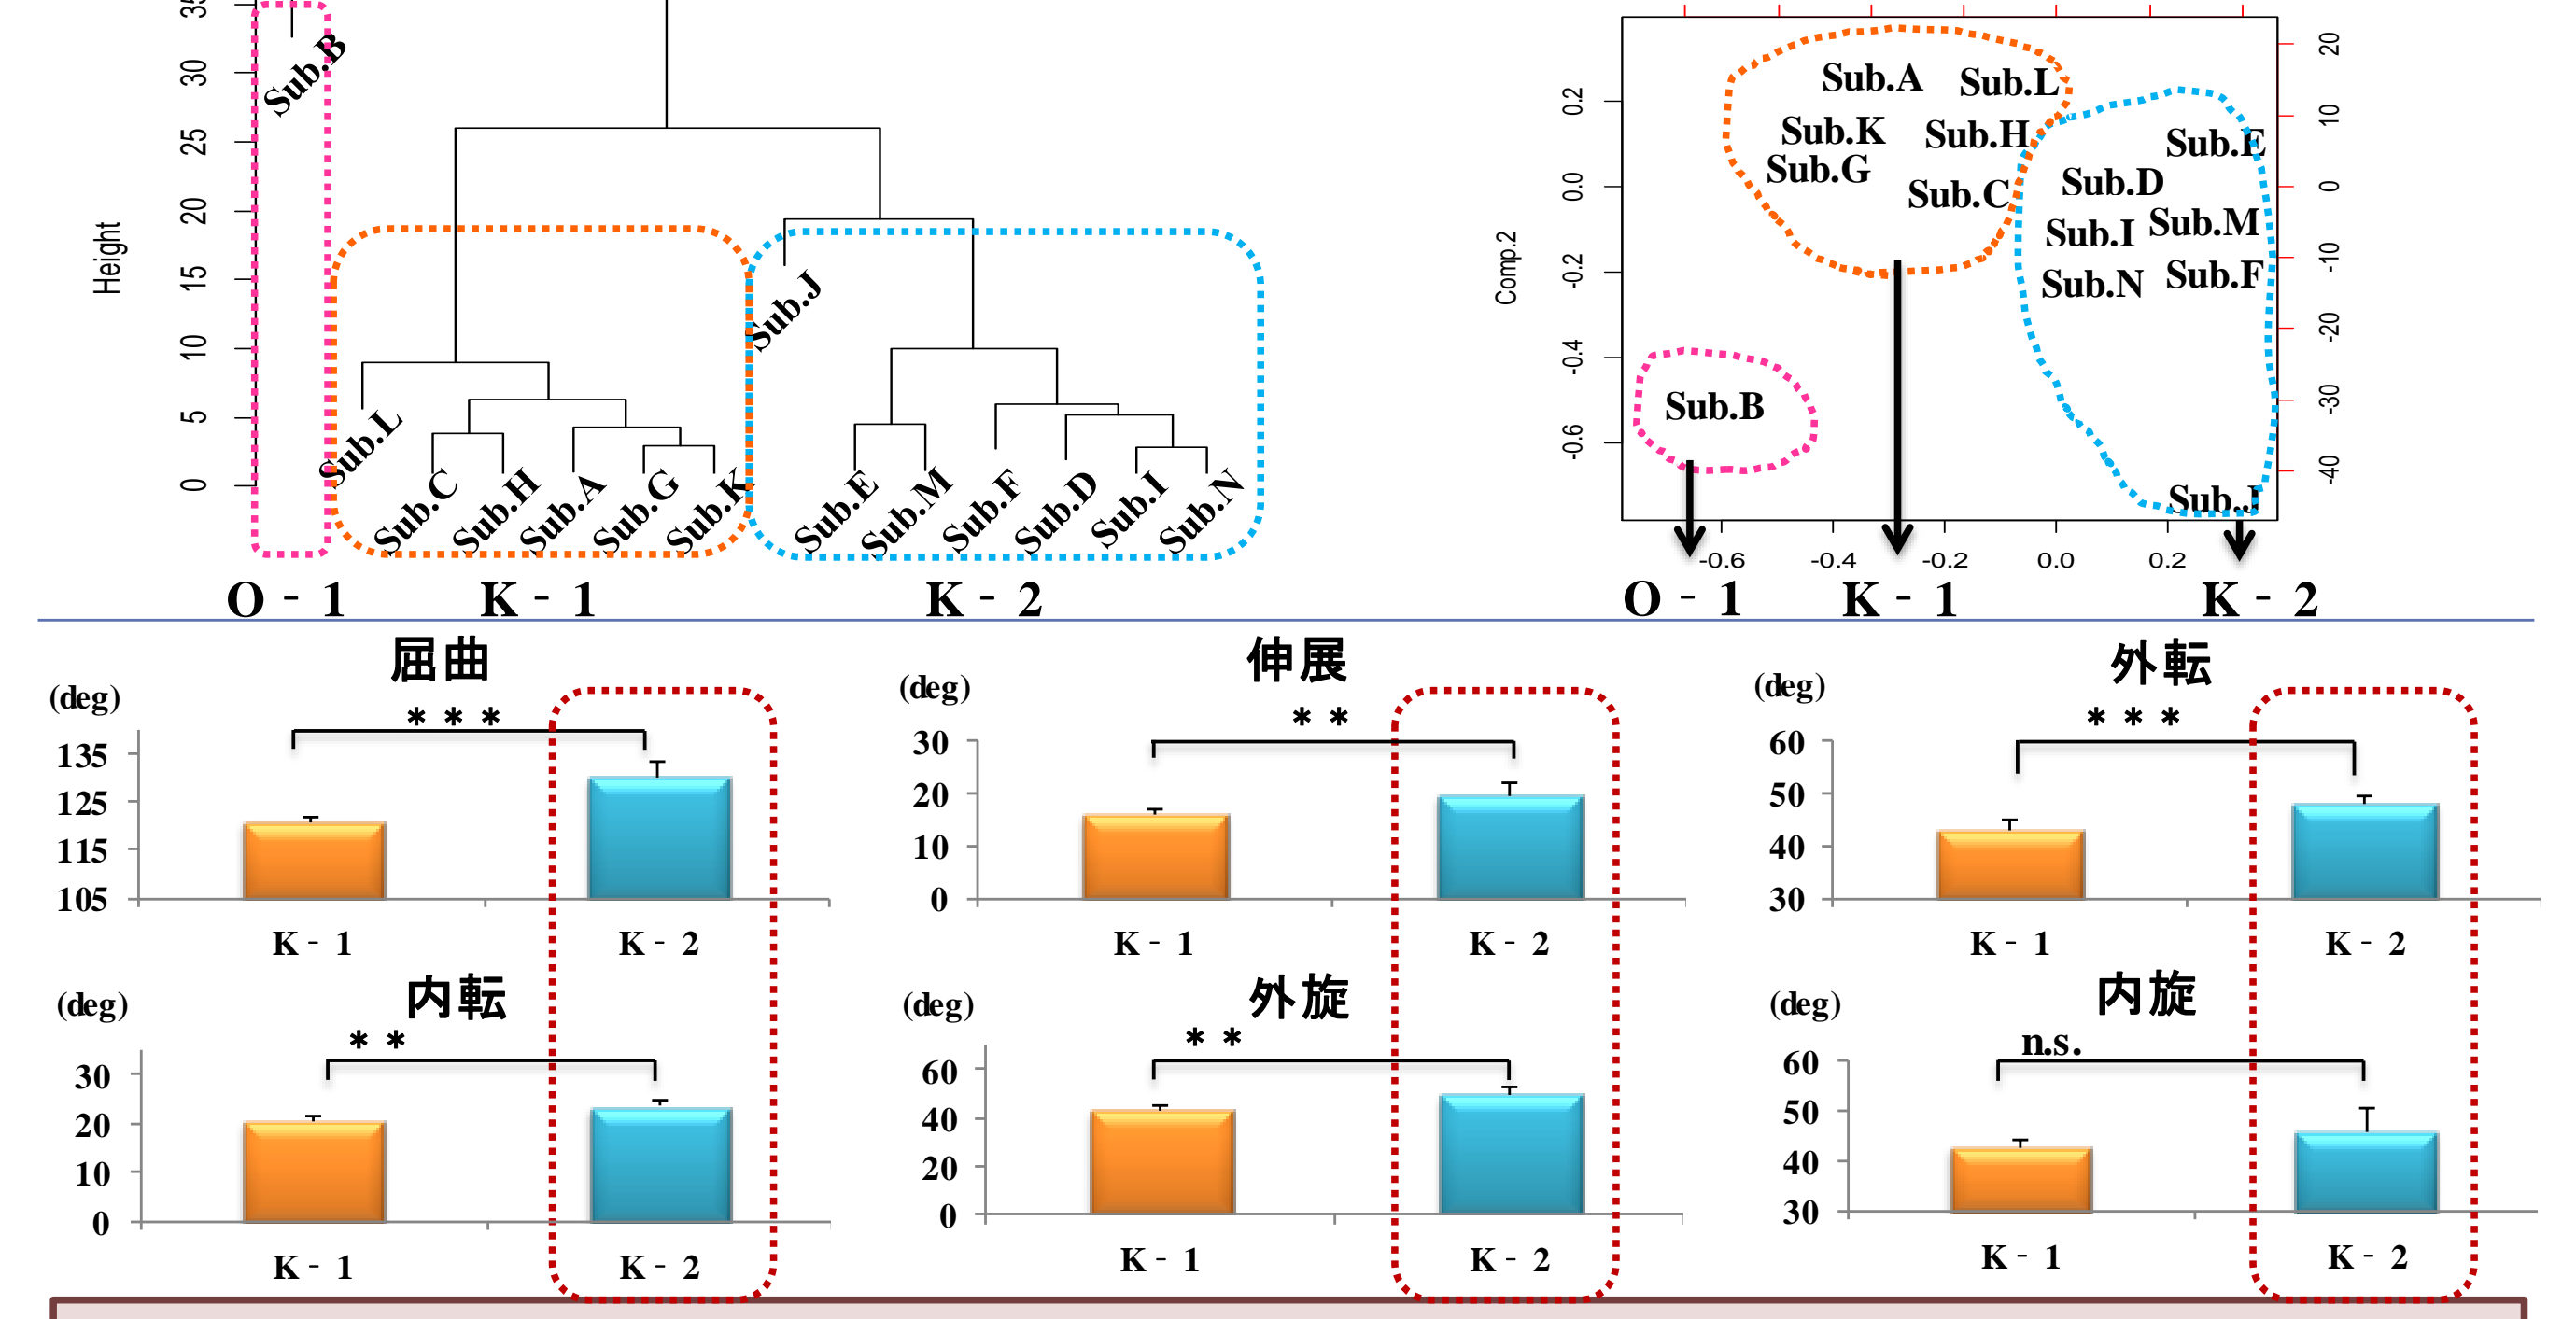 35
30
25
20
15
10
5
0
Height
Sub.B
Sub.L
Sub.C
Sub.H
Sub.A
Sub.G
Sub.K
Sub.J
Sub.E
Sub.M
Sub.F
Sub.D
Sub.I
Sub.N
O - 1
K - 1
K - 2
Comp.2
0.2
0.0
-0.2
-0.4
-0.6
Sub.A
Sub.L
Sub.K
Sub.H
Sub.G
Sub.C
Sub.E
Sub.D
Sub.I
Sub.M
Sub.N
Sub.F
Sub.B
Sub.J
20
10
0
-10
-20
-30
-40
-0.6
-0.4
-0.2
0.0
0.2
O - 1
K - 1
K - 2
屈曲
(deg)
***
135
125
115
105
K - 1
K - 2
伸展
(deg)
**
30
20
10
0
K - 1
K - 2
外転
(deg)
***
60
50
40
30
K - 1
K - 2
内転
(deg)
**
30
20
10
0
K - 1
K - 2
外旋
(deg)
**
60
40
20
0
K - 1
K - 2
内旋
(deg)
n.s.
60
50
40
30
K - 1
K - 2